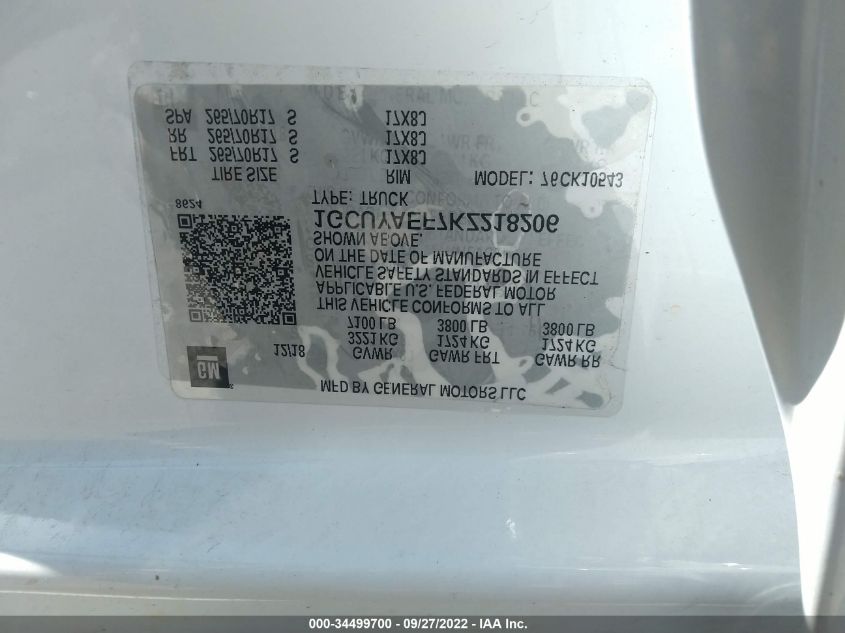 MFD BY GENERAL MOTORS LLC
GM
12/18
GVWR GAWR FRT GAWR RR
3221 KG 1724 KG 1724 KG
7100 LB 3800 LB 3800 LB
THIS VEHICLE CONFORMS TO ALL
APPLICABLE U.S. FEDERAL MOTOR
VEHICLE SAFETY STANDARDS IN EFFECT
ON THE DATE OF MANUFACTURE
SHOWN ABOVE.
1GCUYAEF7KZ218206
TYPE: TRUCK
8624
MODEL: 76CK10543
TIRE SIZE RIM
FRT 265/70R17 S 17X8J
RR 265/70R17 S 17X8J
SPA 265/70R17 S 17X8J
000-34499700 - 09/27/2022 - IAA Inc.